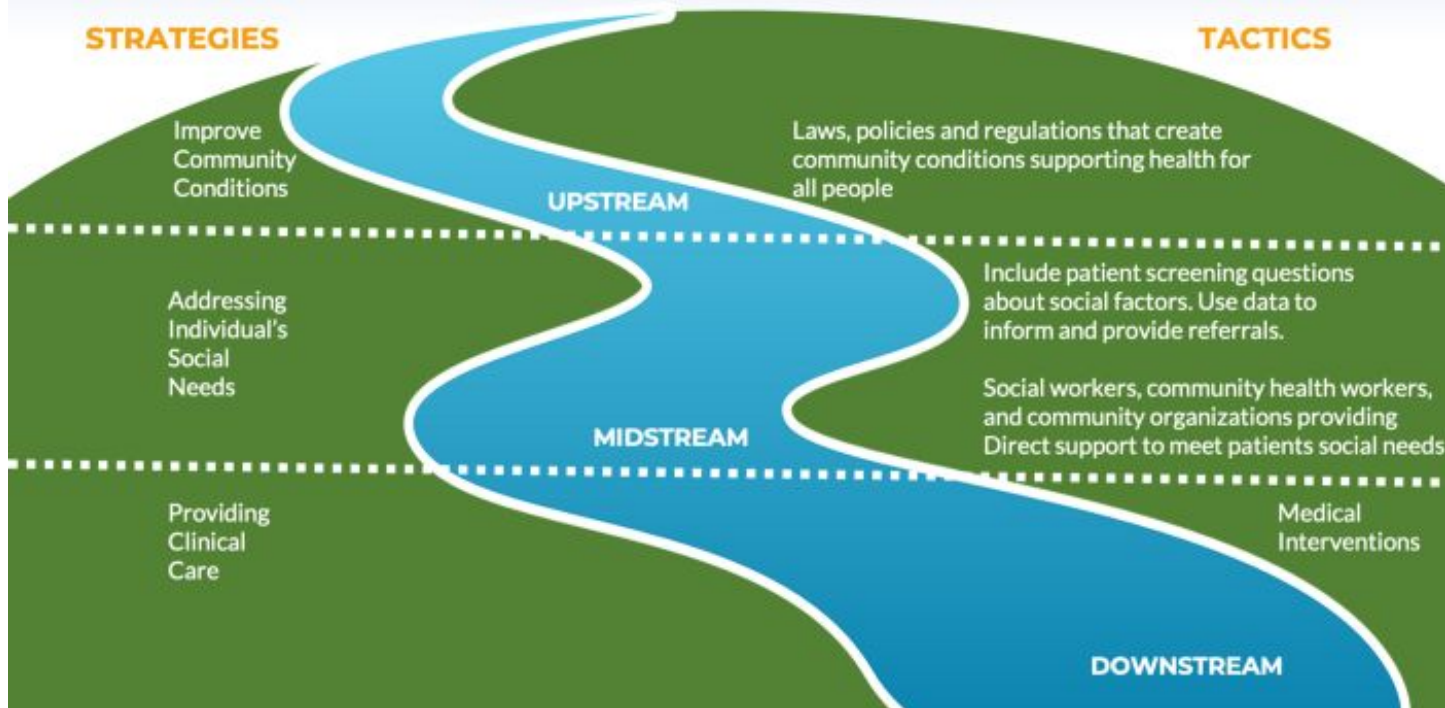 STRATEGIES
TACTICS
Improve
Community
Conditions
UPSTREAM
Laws, policies and regulations that create
community conditions supporting health for
all people
Addressing
Individual’s
Social
Needs
MIDSTREAM
Include patient screening questions
about social factors. Use data to
inform and provide referrals.
Social workers, community health workers,
and community organizations providing
Direct support to meet patients social needs
Providing
Clinical
Care
Medical
Interventions
DOWNSTREAM